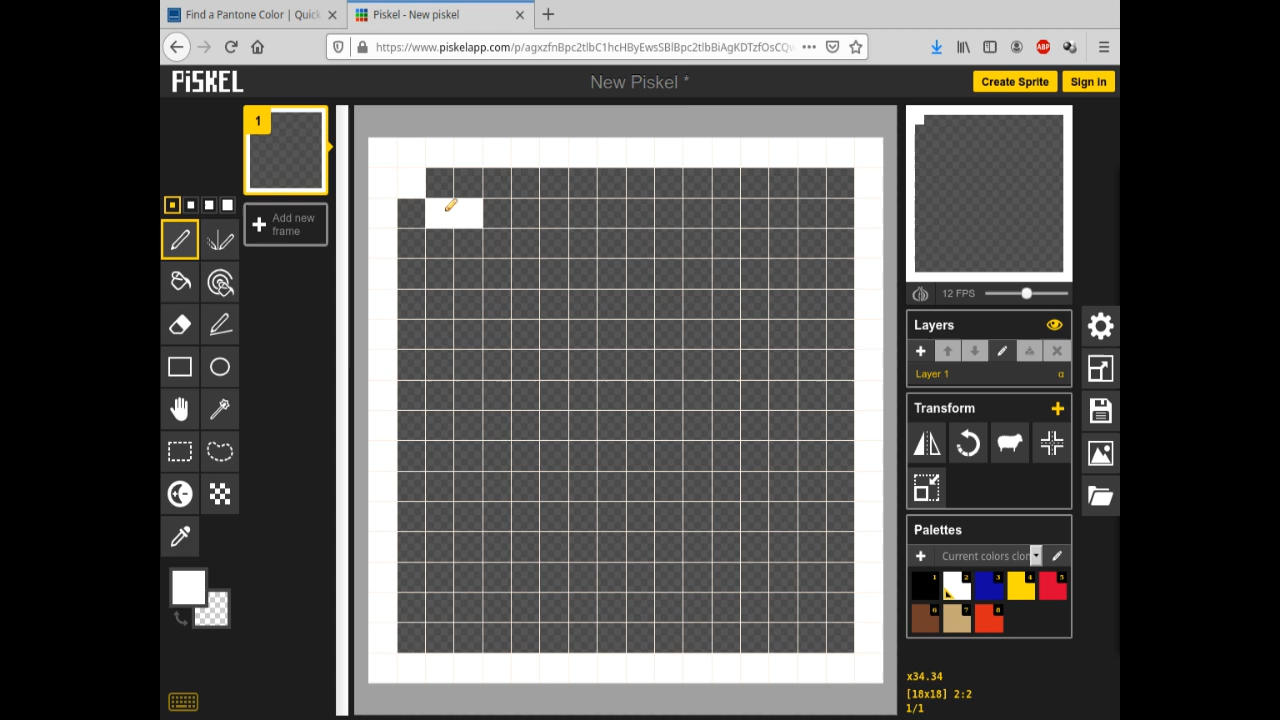 Find a Pantone Color | Quick
Piskel - New piskel
https://www.piskelapp.com/p/agxzfnBpc2tlbC1hcHByEwsSBlBpc2tlbBiAgKDTzfOsCQw
ABP
PiSKEL
New Piskel *
Create Sprite
Sign in
1
Add new
frame
12 FPS
Layers
Layer 1
α
Transform
Palettes
Current colors clon
1 2 3 4 5
6 7 8
x34.34
[18x18] 2:2
1/1